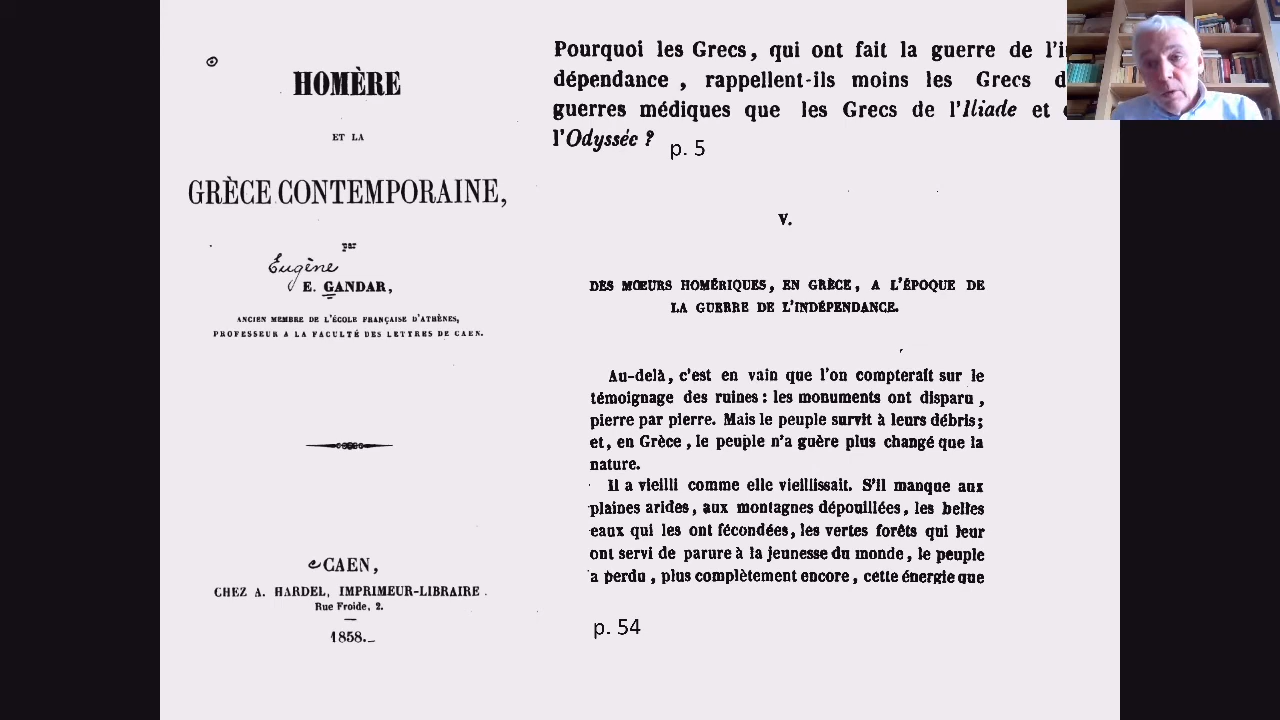 HOMÈRE
ET LA
GRÈCE CONTEMPORAINE,
par
Eugène
E. GANDAR,
ANCIEN MEMBRE DE L'ÉCOLE FRANÇAISE D'ATHÈNES,
PROFESSEUR A LA FACULTÉ DES LETTRES DE CAEN.
CAEN,
CHEZ A. HARDEL, IMPRIMEUR-LIBRAIRE.
Rue Froide, 2.
1858.
Pourquoi les Grecs, qui ont fait la guerre de
dépendance, rappellent-ils moins les Grecs
guerres médiques que les Grecs de l'Iliade et
l'Odyssée ?
p. 5
V.
DES MŒURS HOMÉRIQUES, EN GRÈCE, A L'ÉPOQUE DE
LA GUERRE DE L'INDÉPENDANCE.
Au-delà, c'est en vain que l'on compterait sur le
témoignage des ruines : les monuments ont disparu,
pierre par pierre. Mais le peuple survit à leurs débris;
et, en Grèce, le peuple n'a guère plus changé que la
nature.
Il a vieilli comme elle vieillissait. S'il manque aux
plaines arides, aux montagnes dépouillées, les belles
eaux qui les ont fécondées, les vertes forêts qui leur
ont servi de parure à la jeunesse du monde, le peuple
a perdu, plus complètement encore, cette énergie que
p. 54